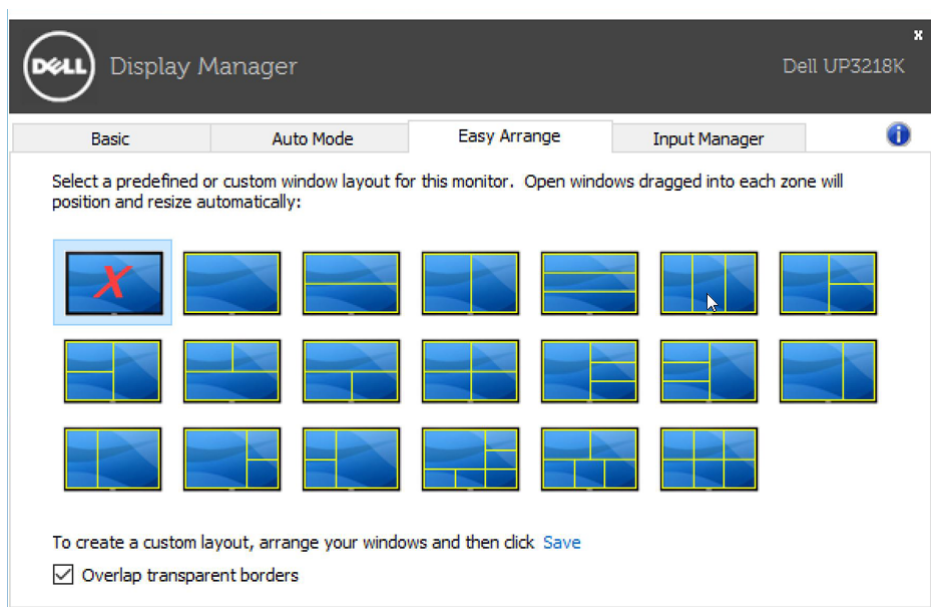 DELL
Display Manager
Dell UP3218K
x
Basic
Auto Mode
Easy Arrange
Input Manager
i
Select a predefined or custom window layout for this monitor.  Open windows dragged into each zone will
position and resize automatically:
X
To create a custom layout, arrange your windows and then click  Save
Overlap transparent borders